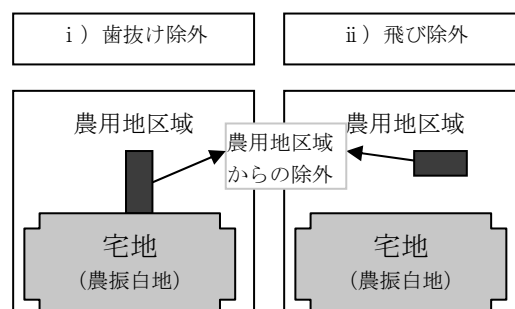 ⅰ）歯抜け除外
ⅱ）飛び除外
農用地区域
農用地区域
農用地区域
からの除外
宅地
（農振白地）
宅地
（農振白地）